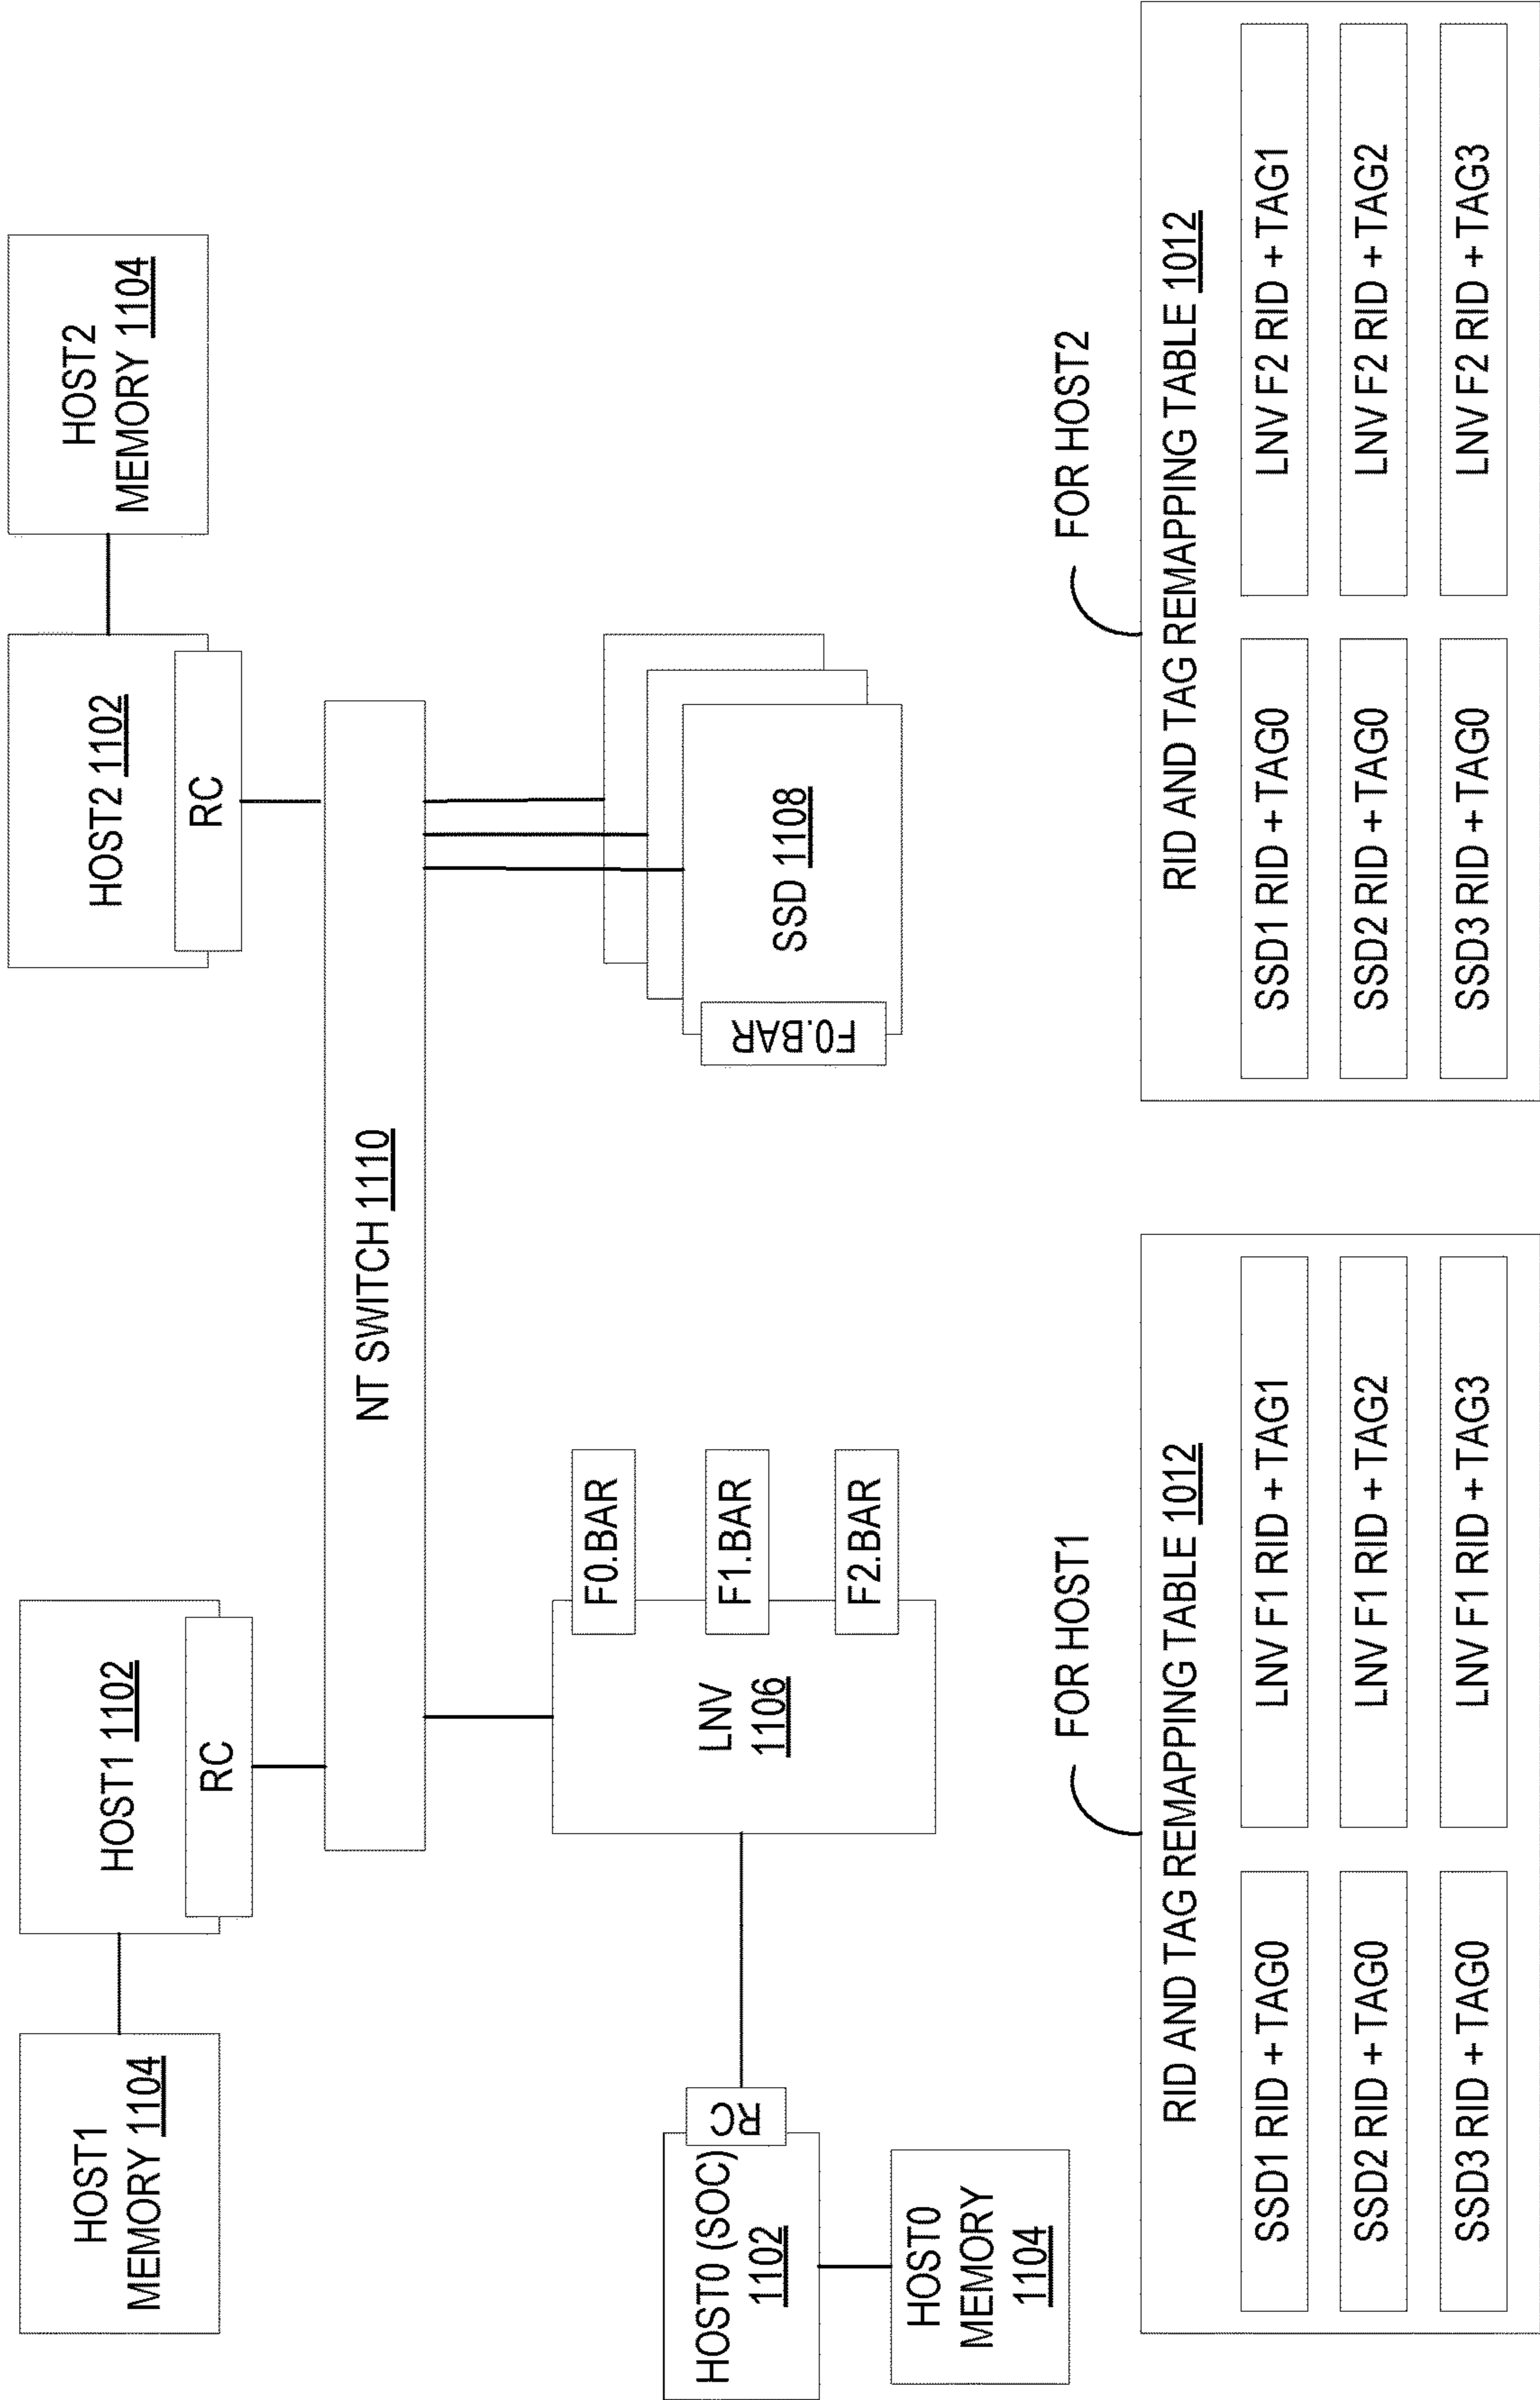 HOST1
MEMORY 1104
HOST1 1102
RC
HOST2 1102
RC
HOST2
MEMORY 1104
NT SWITCH 1110
HOST0 (SOC)
1102
RC
HOST0
MEMORY
1104
LNV
1106
F0.BAR
F1.BAR
F2.BAR
F0.BAR
SSD 1108
FOR HOST1
RID AND TAG REMAPPING TABLE 1012
SSD1 RID + TAG0
LNV F1 RID + TAG1
SSD2 RID + TAG0
LNV F1 RID + TAG2
SSD3 RID + TAG0
LNV F1 RID + TAG3
FOR HOST2
RID AND TAG REMAPPING TABLE 1012
SSD1 RID + TAG0
LNV F2 RID + TAG1
SSD2 RID + TAG0
LNV F2 RID + TAG2
SSD3 RID + TAG0
LNV F2 RID + TAG3